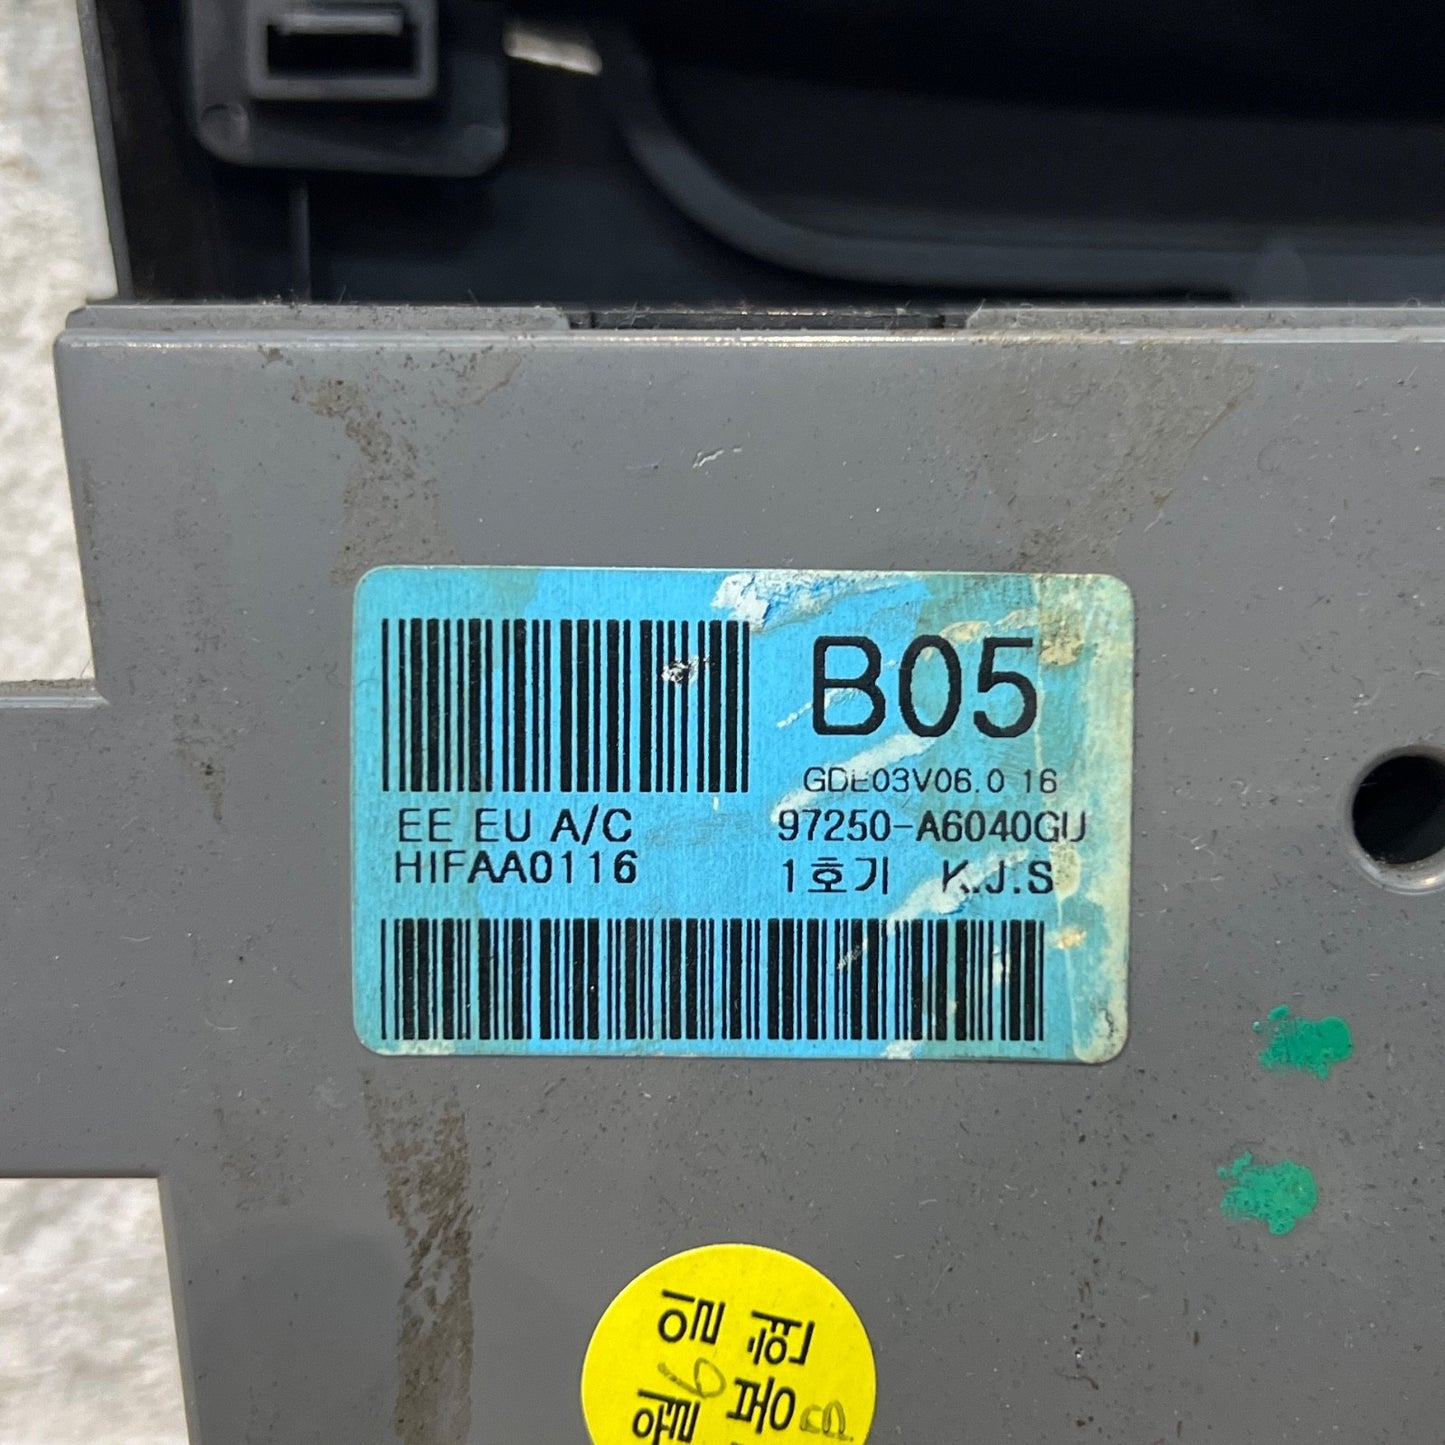 B05
GDE03V06.0 16
EE EU A/C
97250-A6040GU
HIFAA0116
1호기 K.J.S